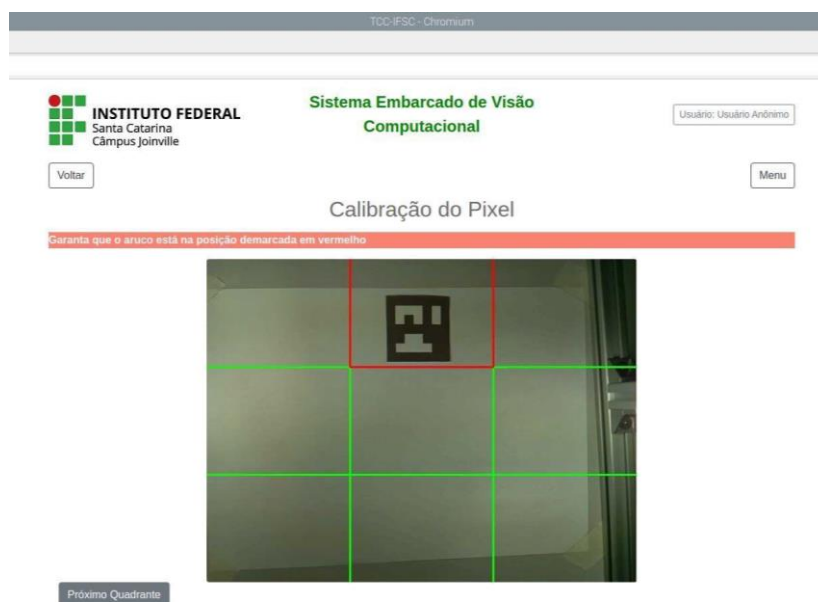 TCC-IFSC - Chromium
INSTITUTO FEDERAL
Santa Catarina
Câmpus Joinville
Sistema Embarcado de Visão
Computacional
Usuário: Usuário Anônimo
Voltar
Menu
Calibração do Pixel
Garanta que o aruco está na posição demarcada em vermelho
Próximo Quadrante